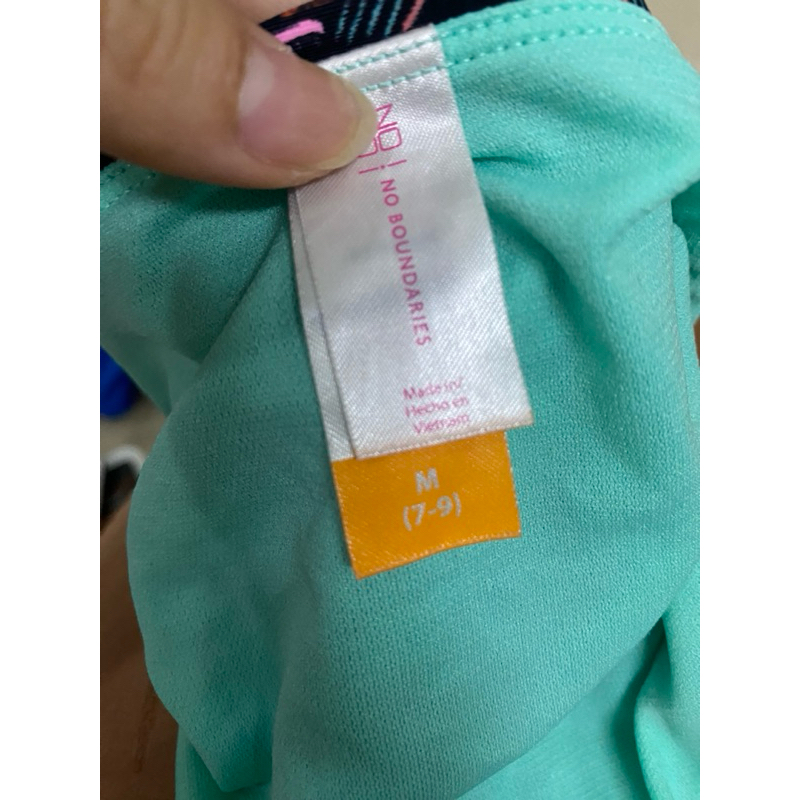 NO
NO BOUNDARIES
Made in/
Hecho en
Vietnam
M
(7-9)